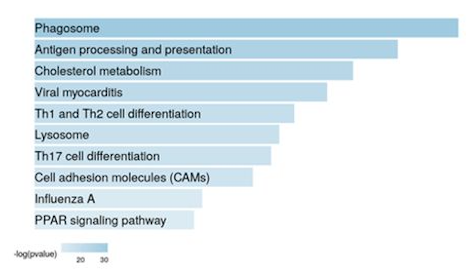 Phagosome
Antigen processing and presentation
Cholesterol metabolism
Viral myocarditis
Th1 and Th2 cell differentiation
Lysosome
Th17 cell differentiation
Cell adhesion molecules (CAMs)
Influenza A
PPAR signaling pathway
-log(pvalue)
20 30